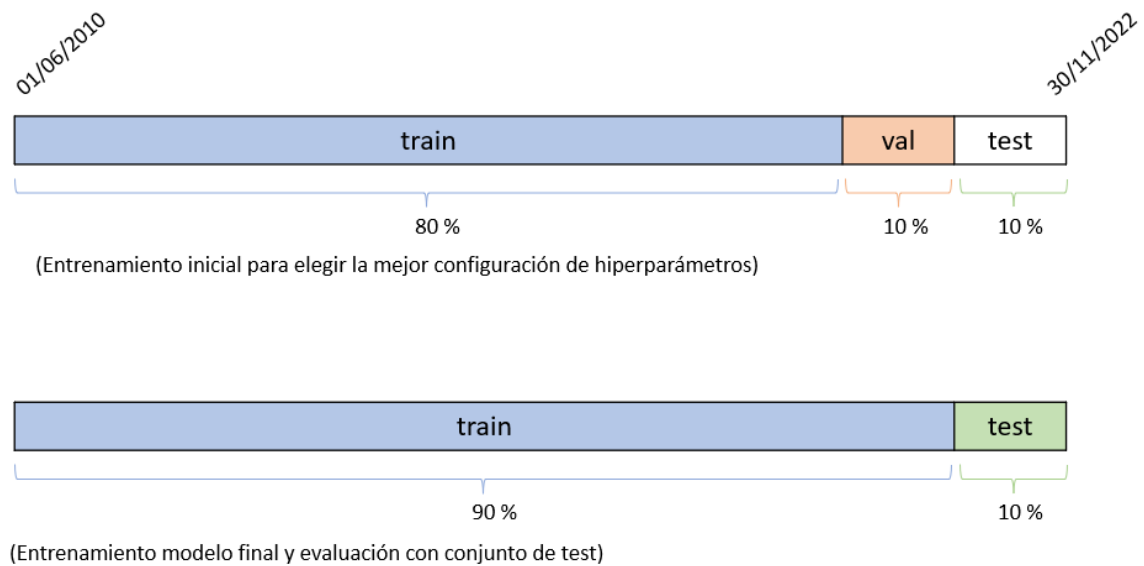 01/06/2010
30/11/2022
train
val
test
80 %
10 %
10 %
(Entrenamiento inicial para elegir la mejor configuración de hiperparámetros)
train
test
90 %
10 %
(Entrenamiento modelo final y evaluación con conjunto de test)